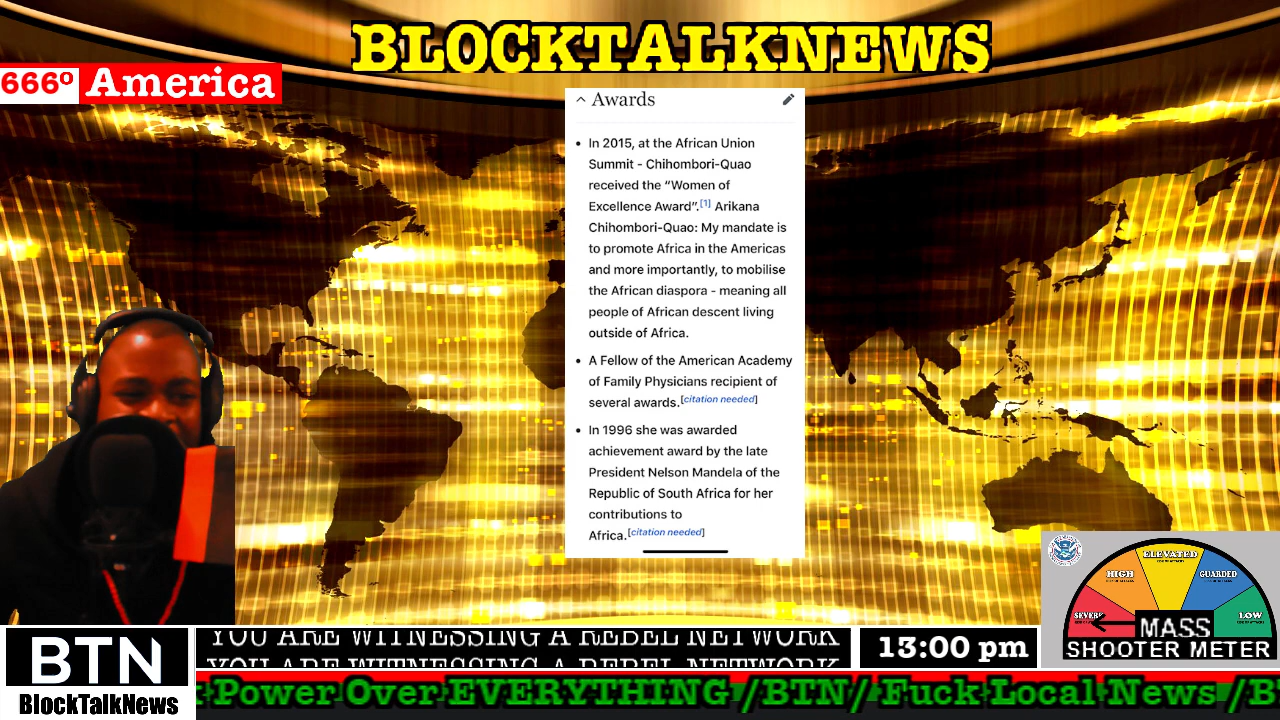 BLOCKTALKNEWS
666º America
Awards
In 2015, at the African Union
Summit - Chihombori-Quao
received the “Women of
Excellence Award”.[1] Arikana
Chihombori-Quao: My mandate is
to promote Africa in the Americas
and more importantly, to mobilise
the African diaspora - meaning all
people of African descent living
outside of Africa.
A Fellow of the American Academy
of Family Physicians recipient of
several awards.[citation needed]
In 1996 she was awarded
achievement award by the late
President Nelson Mandela of the
Republic of South Africa for her
contributions to
Africa.[citation needed]
ELEVATED
HIGH
GUARDED
SEVERE
LOW
MASS
SHOOTER METER
BTN
BlockTalkNews
YOU ARE WITNESSING A REBEL NETWORK
YOU ARE WITNESSING A REBEL NETWORK
13:00 pm
k Power Over EVERYTHING /BTN/ Fuck Local News /B